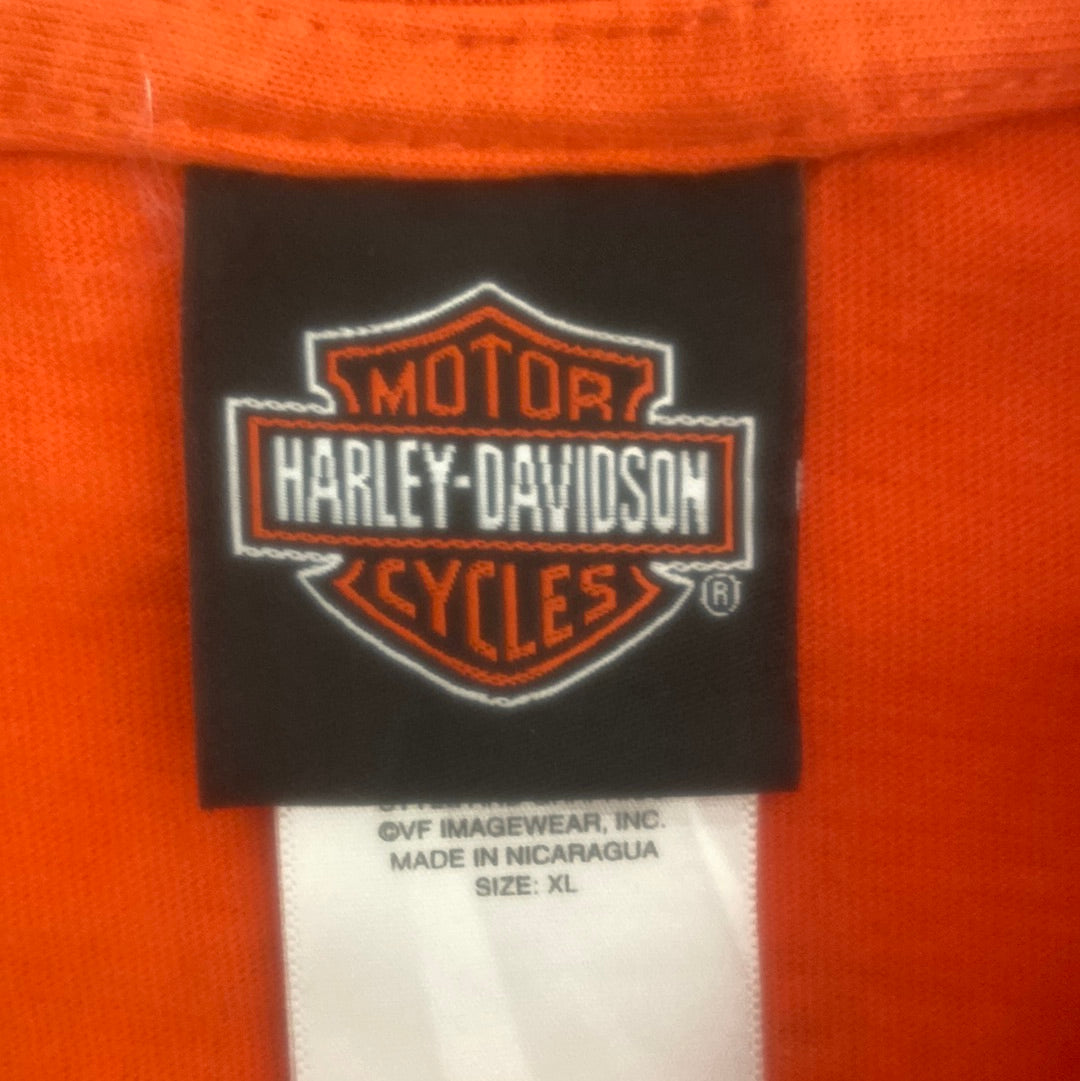 MOTOR
HARLEY-DAVIDSON
CYCLES
®
©VF IMAGEWEAR, INC.
MADE IN NICARAGUA
SIZE: XL